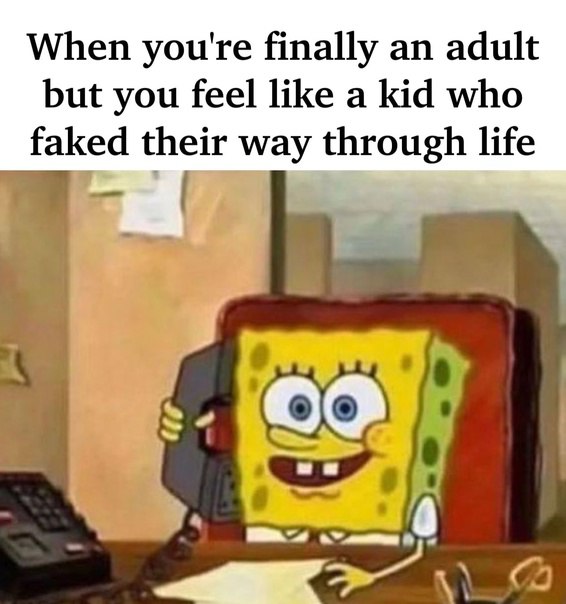 When you're finally an adult
but you feel like a kid who
faked their way through life